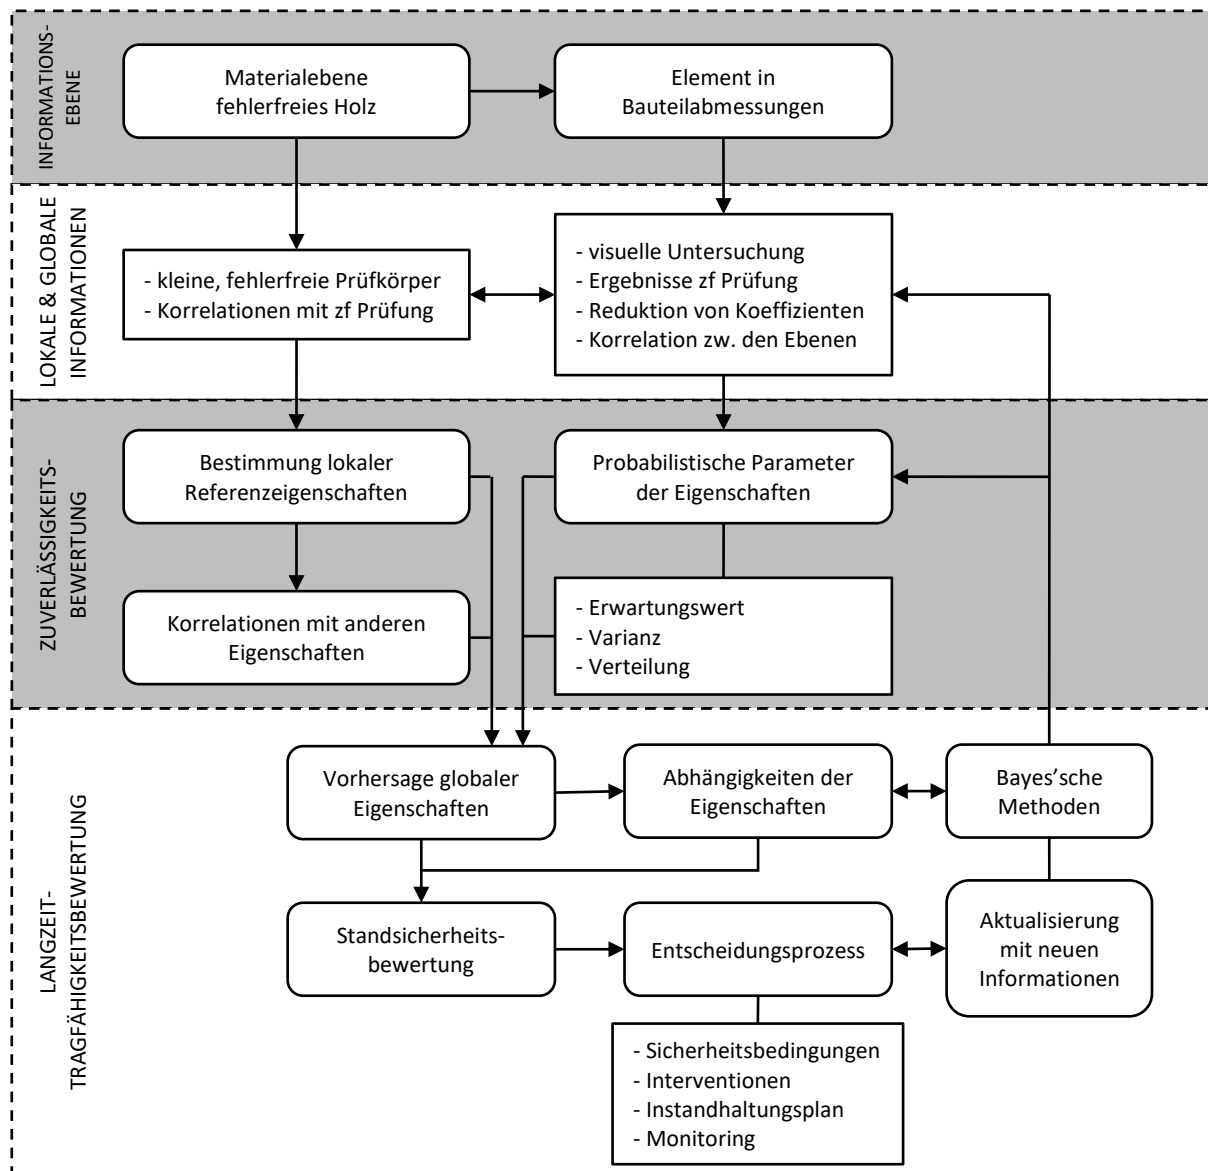 INFORMATIONS-
EBENE
Materialebene
fehlerfreies Holz
Element in
Bauteilabmessungen
LOKALE & GLOBALE
INFORMATIONEN
- kleine, fehlerfreie Prüfkörper
- Korrelationen mit zf Prüfung
- visuelle Untersuchung
- Ergebnisse zf Prüfung
- Reduktion von Koeffizienten
- Korrelation zw. den Ebenen
ZUVERLÄSSIGKEITS-
BEWERTUNG
Bestimmung lokaler
Referenzeigenschaften
Probabilistische Parameter
der Eigenschaften
Korrelationen mit anderen
Eigenschaften
- Erwartungswert
- Varianz
- Verteilung
LANGZEIT-
TRAGFÄHIGKEITSBEWERTUNG
Vorhersage globaler
Eigenschaften
Abhängigkeiten der
Eigenschaften
Bayes’sche
Methoden
Standsicherheits-
bewertung
Entscheidungsprozess
Aktualisierung
mit neuen
Informationen
- Sicherheitsbedingungen
- Interventionen
- Instandhaltungsplan
- Monitoring